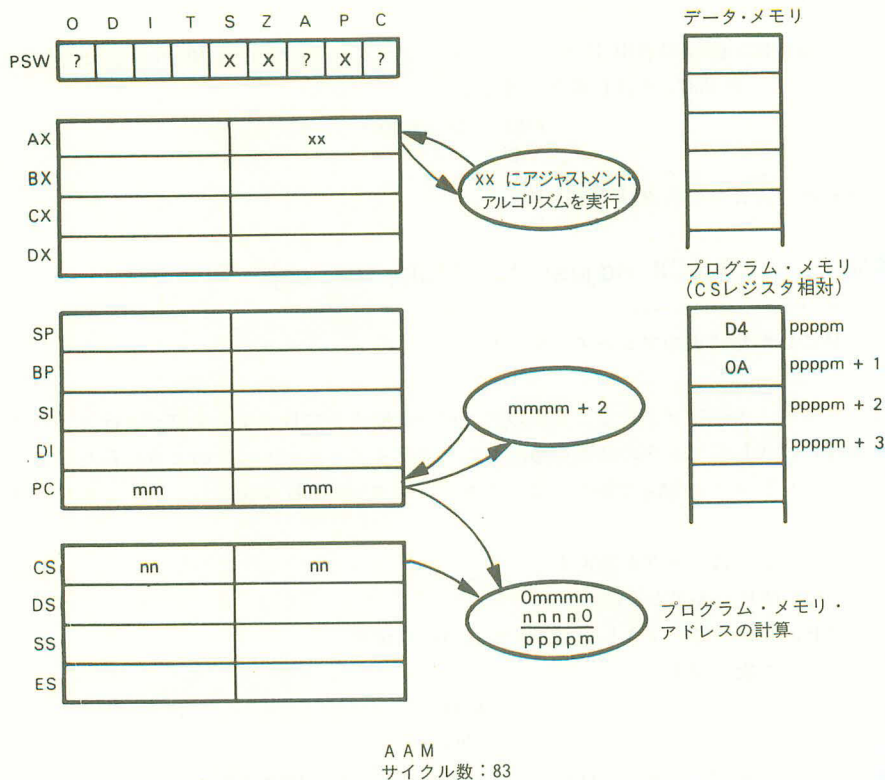 O D I T S Z A P C
PSW ? X X ? X ?
AX xx
BX
CX
DX
xx にアジャストメント・
アルゴリズムを実行
SP
BP
SI
DI
PC mm mm
mmmm + 2
CS nn nn
DS
SS
ES
0mmmm
nnnn0
ppppm
プログラム・メモリ・
アドレスの計算
データ・メモリ
プログラム・メモリ
(CSレジスタ相対)
D4 ppppm
0A ppppm + 1
ppppm + 2
ppppm + 3
AAM
サイクル数:83